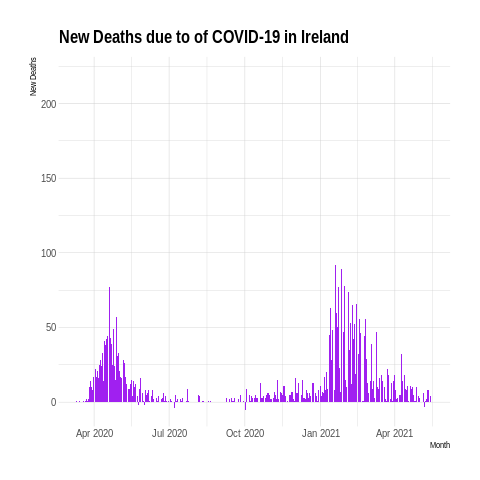 New Deaths due to of COVID-19 in Ireland
New Deaths
200
150
100
50
0
Apr 2020 Jul 2020 Oct 2020 Jan 2021 Apr 2021
Month